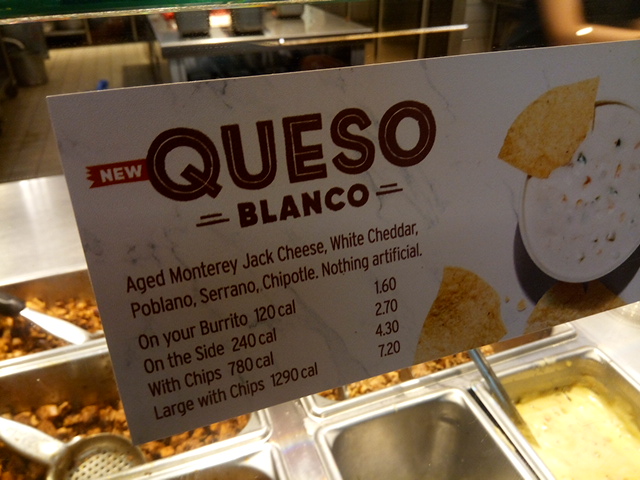 NEW QUESO
BLANCO
Aged Monterey Jack Cheese, White Cheddar,
Poblano, Serrano, Chipotle. Nothing artificial.
On your Burrito 120 cal 1.60
On the Side 240 cal 2.70
With Chips 780 cal 4.30
Large with Chips 1290 cal 7.20